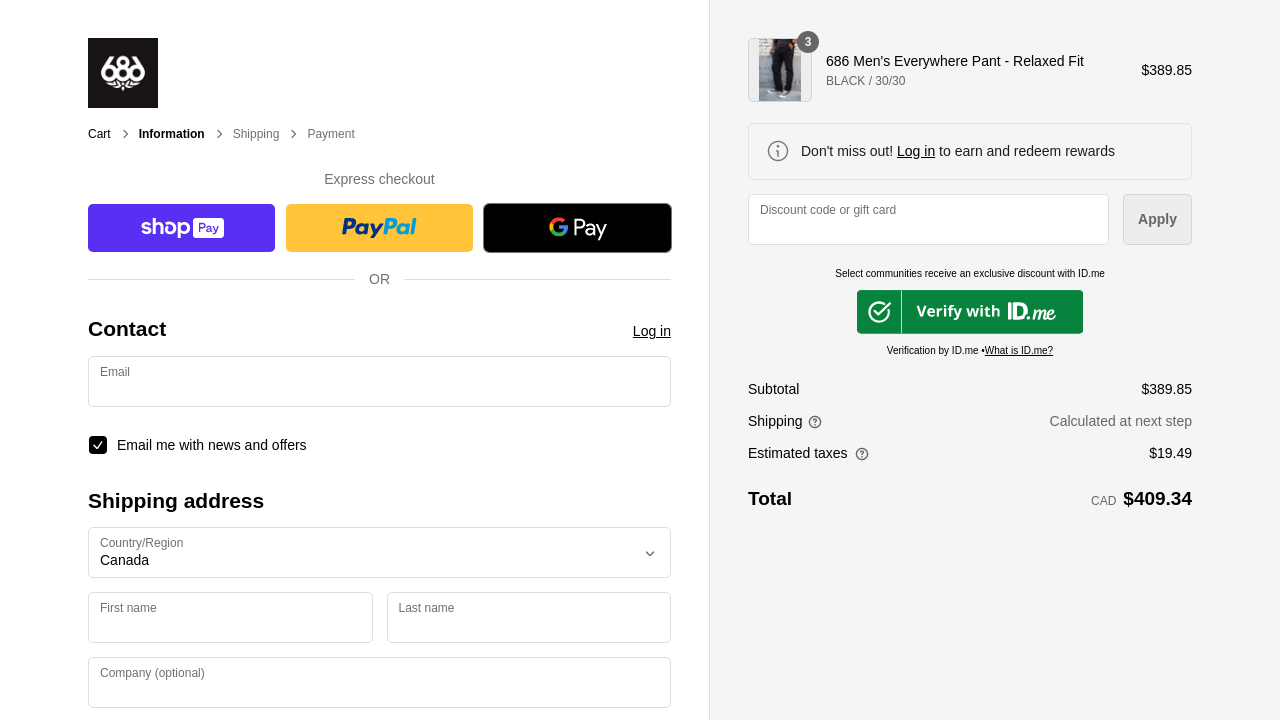 686
Cart > Information > Shipping > Payment
Express checkout
shop Pay
PayPal
G Pay
OR
Contact
Log in
Email
Email me with news and offers
Shipping address
Country/Region
Canada
First name
Last name
Company (optional)
3
686 Men's Everywhere Pant - Relaxed Fit
BLACK / 30/30
$389.85
Don't miss out! Log in to earn and redeem rewards
Discount code or gift card
Apply
Select communities receive an exclusive discount with ID.me
Verify with ID.me
Verification by ID.me •What is ID.me?
Subtotal $389.85
Shipping Calculated at next step
Estimated taxes $19.49
Total CAD $409.34